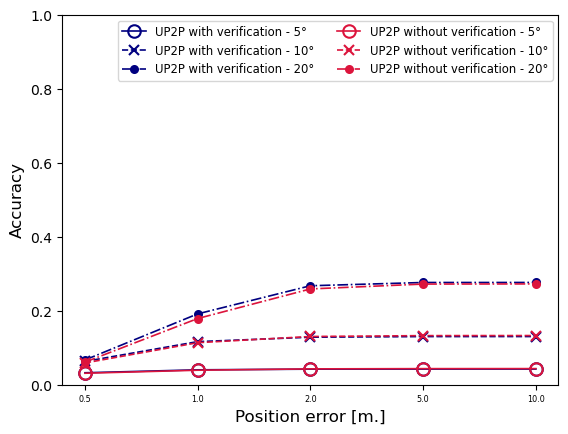 UP2P with verification - 5°
UP2P with verification - 10°
UP2P with verification - 20°
UP2P without verification - 5°
UP2P without verification - 10°
UP2P without verification - 20°
1.0
0.8
0.6
0.4
0.2
0.0
Accuracy
0.5 1.0 2.0 5.0 10.0
Position error [m.]